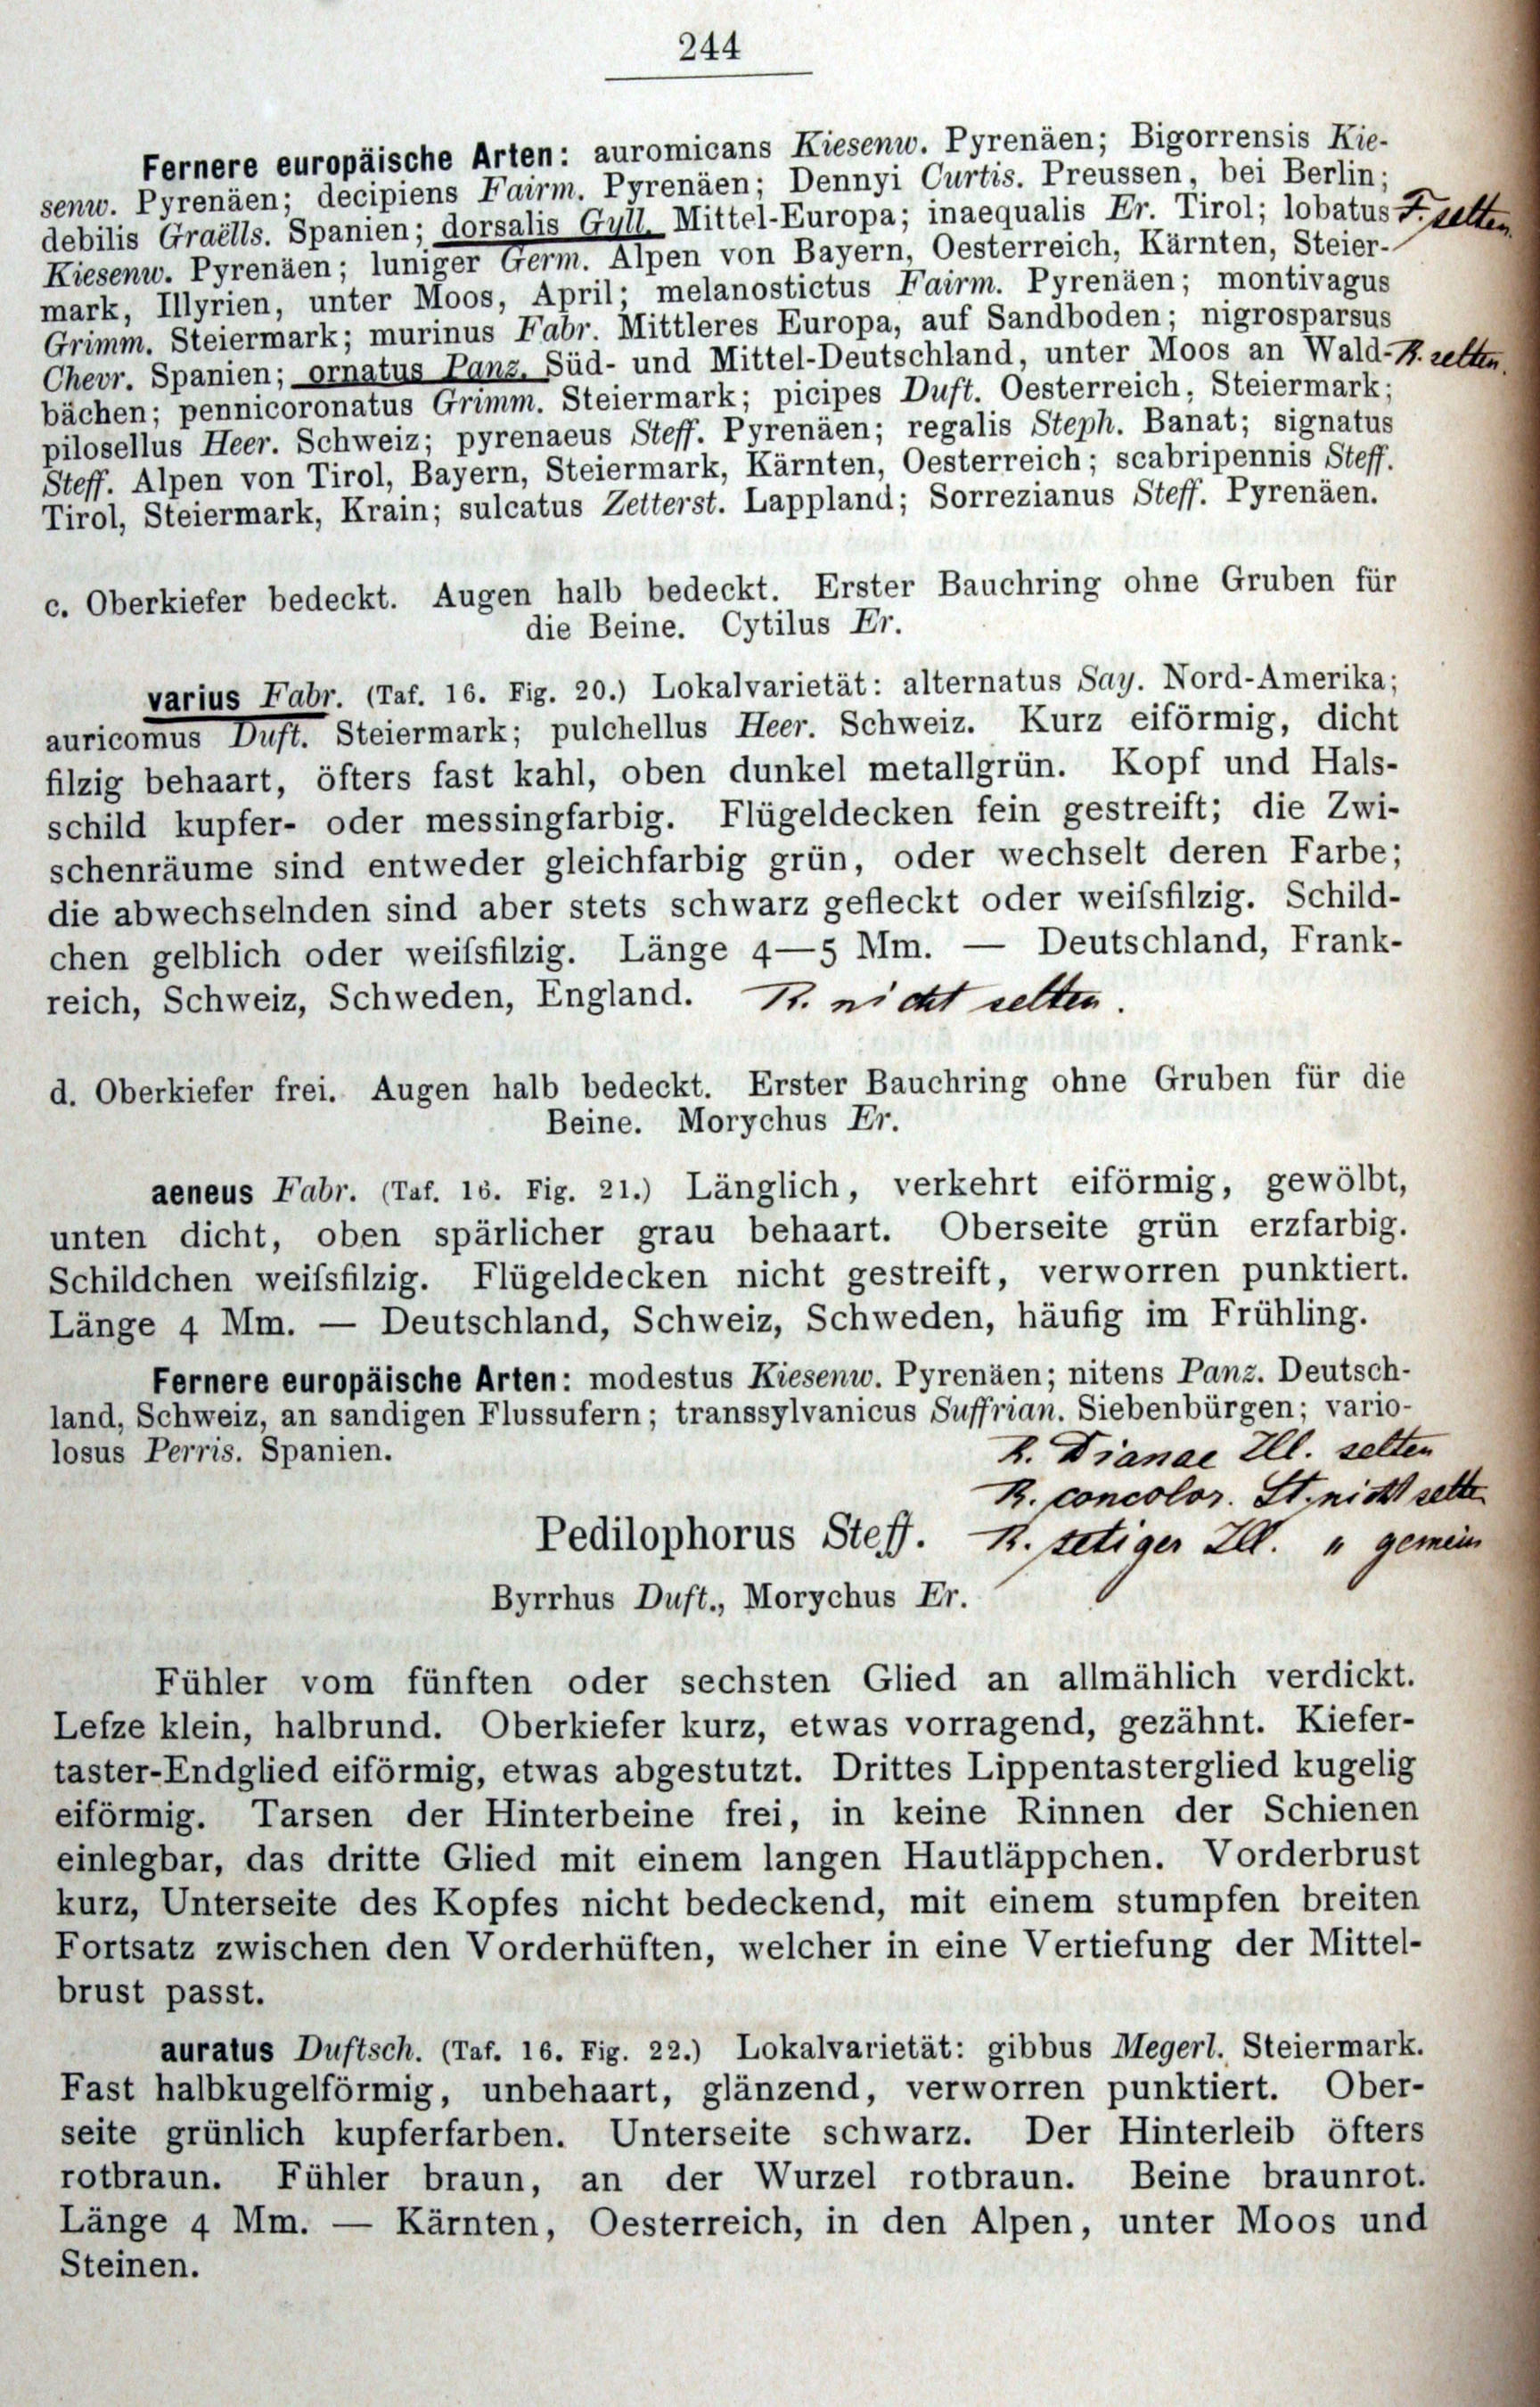 244
Fernere europäische Arten: auromicans Kiesenw. Pyrenäen; Bigorrensis Kie-
senw. Pyrenäen; decipiens Fairm. Pyrenäen; Dennyi Curtis. Preussen, bei Berlin;
debilis Graëlls. Spanien; dorsalis Gyll. Mittel-Europa; inaequalis Er. Tirol; lobatus F. selten.
Kiesenw. Pyrenäen; luniger Germ. Alpen von Bayern, Oesterreich, Kärnten, Steier-
mark, Illyrien, unter Moos, April; melanostictus Fairm. Pyrenäen; montivagus
Grimm. Steiermark; murinus Fabr. Mittleres Europa, auf Sandboden; nigrosparsus
Chevr. Spanien; ornatus Panz. Süd- und Mittel-Deutschland, unter Moos an Wald- R. selten.
bächen; pennicoronatus Grimm. Steiermark; picipes Duft. Oesterreich, Steiermark;
pilosellus Heer. Schweiz; pyrenaeus Steff. Pyrenäen; regalis Steph. Banat; signatus
Steff. Alpen von Tirol, Bayern, Steiermark, Kärnten, Oesterreich; scabripennis Steff.
Tirol, Steiermark, Krain; sulcatus Zetterst. Lappland; Sorrezianus Steff. Pyrenäen.
c. Oberkiefer bedeckt. Augen halb bedeckt. Erster Bauchring ohne Gruben für
die Beine. Cytilus Er.
varius Fabr. (Taf. 16. Fig. 20.) Lokalvarietät: alternatus Say. Nord-Amerika;
auricomus Duft. Steiermark; pulchellus Heer. Schweiz. Kurz eiförmig, dicht
filzig behaart, öfters fast kahl, oben dunkel metallgrün. Kopf und Hals-
schild kupfer- oder messingfarbig. Flügeldecken fein gestreift; die Zwi-
schenräume sind entweder gleichfarbig grün, oder wechselt deren Farbe;
die abwechselnden sind aber stets schwarz gefleckt oder weiſsfilzig. Schild-
chen gelblich oder weiſsfilzig. Länge 4—5 Mm. — Deutschland, Frank-
reich, Schweiz, Schweden, England. R. nicht selten.
d. Oberkiefer frei. Augen halb bedeckt. Erster Bauchring ohne Gruben für die
Beine. Morychus Er.
aeneus Fabr. (Taf. 16. Fig. 21.) Länglich, verkehrt eiförmig, gewölbt,
unten dicht, oben spärlicher grau behaart. Oberseite grün erzfarbig.
Schildchen weiſsfilzig. Flügeldecken nicht gestreift, verworren punktiert.
Länge 4 Mm. — Deutschland, Schweiz, Schweden, häufig im Frühling.
Fernere europäische Arten: modestus Kiesenw. Pyrenäen; nitens Panz. Deutsch-
land, Schweiz, an sandigen Flussufern; transsylvanicus Suffrian. Siebenbürgen; vario-
losus Perris. Spanien.
R. Dianae Ill. selten
R. concolor. St. nicht selten
Pedilophorus Steff. R. setiger Ill. " gemein
Byrrhus Duft., Morychus Er.
Fühler vom fünften oder sechsten Glied an allmählich verdickt.
Lefze klein, halbrund. Oberkiefer kurz, etwas vorragend, gezähnt. Kiefer-
taster-Endglied eiförmig, etwas abgestutzt. Drittes Lippentasterglied kugelig
eiförmig. Tarsen der Hinterbeine frei, in keine Rinnen der Schienen
einlegbar, das dritte Glied mit einem langen Hautläppchen. Vorderbrust
kurz, Unterseite des Kopfes nicht bedeckend, mit einem stumpfen breiten
Fortsatz zwischen den Vorderhüften, welcher in eine Vertiefung der Mittel-
brust passt.
auratus Duftsch. (Taf. 16. Fig. 22.) Lokalvarietät: gibbus Megerl. Steiermark.
Fast halbkugelförmig, unbehaart, glänzend, verworren punktiert. Ober-
seite grünlich kupferfarben. Unterseite schwarz. Der Hinterleib öfters
rotbraun. Fühler braun, an der Wurzel rotbraun. Beine braunrot.
Länge 4 Mm. — Kärnten, Oesterreich, in den Alpen, unter Moos und
Steinen.